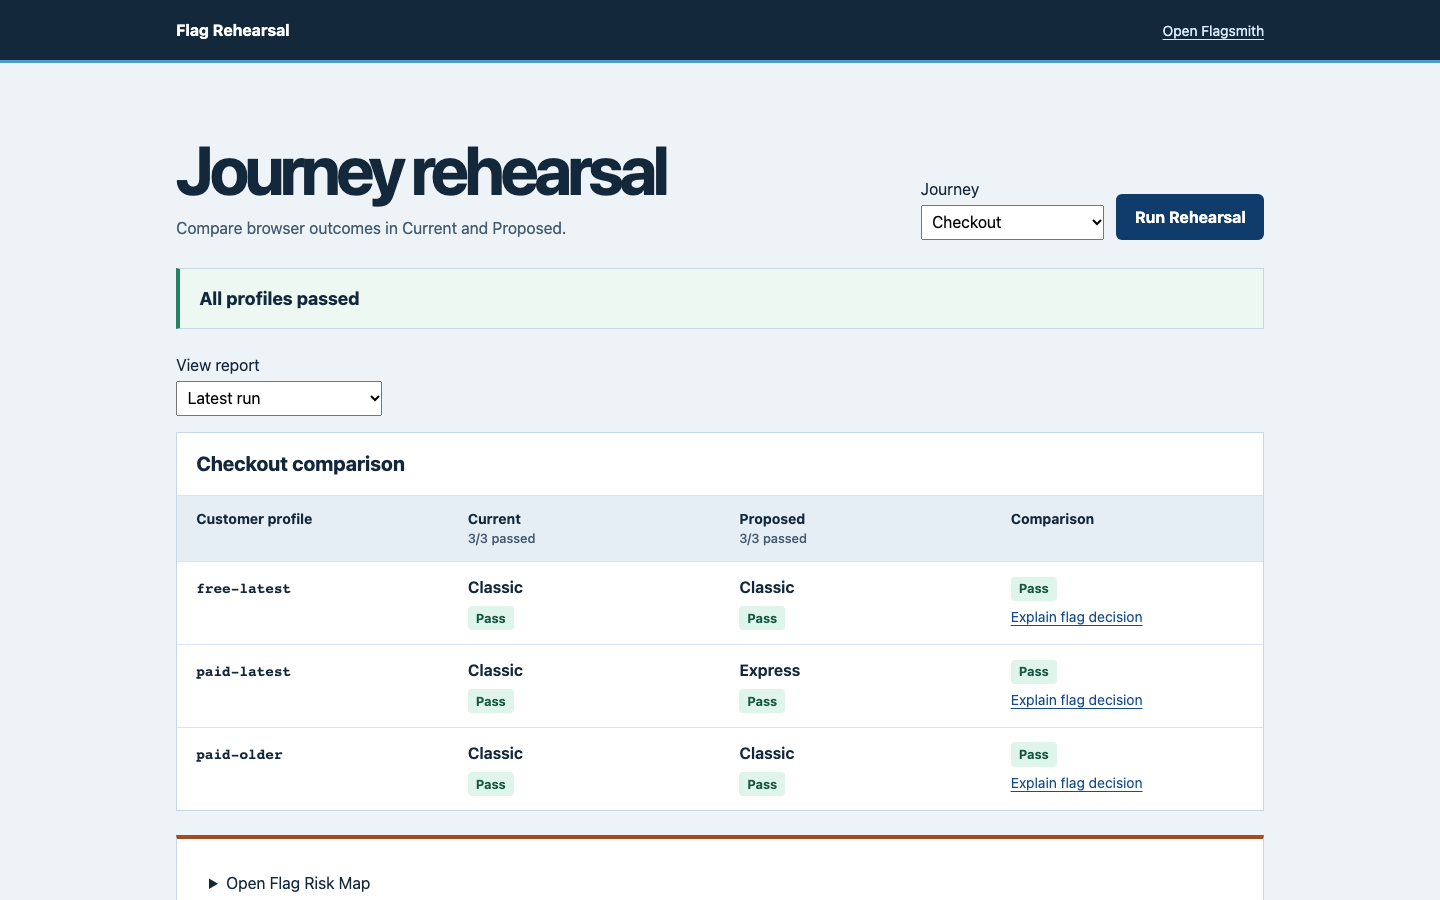 Flag Rehearsal
Open Flagsmith
Journey rehearsal
Compare browser outcomes in Current and Proposed.
Journey
Checkout
Run Rehearsal
All profiles passed
View report
Latest run
Checkout comparison
Customer profile
Current
Proposed
Comparison
3/3 passed
3/3 passed
free-latest
Classic
Classic
Pass
Pass
Pass
Explain flag decision
paid-latest
Classic
Express
Pass
Pass
Pass
Explain flag decision
paid-older
Classic
Classic
Pass
Pass
Pass
Explain flag decision
Open Flag Risk Map